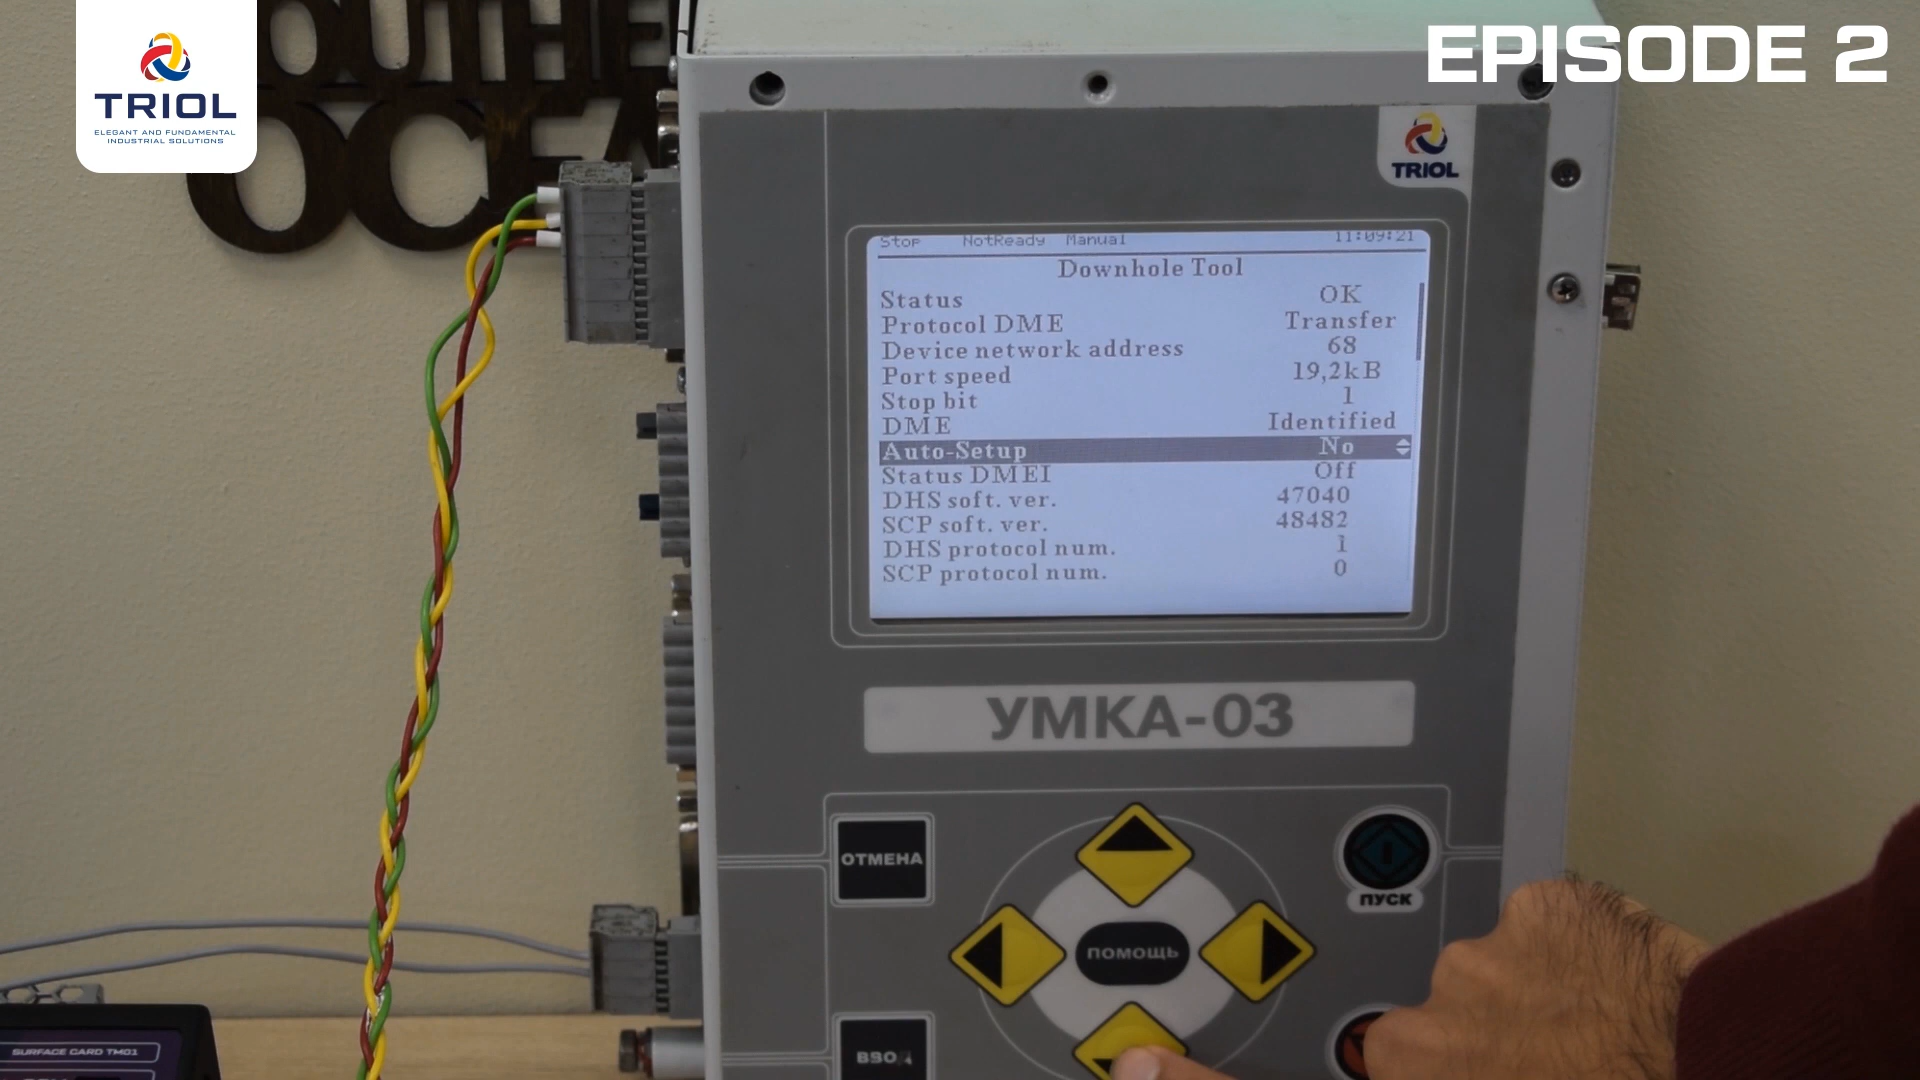 TRIOL
ELEGANT AND FUNDAMENTAL
INDUSTRIAL SOLUTIONS
EPISODE 2
OUTHE
OCEA
TRIOL
Stop NotReady Manual 11:09:21
Downhole Tool
Status OK
Protocol DME Transfer
Device network address 68
Port speed 19,2kB
Stop bit 1
DME Identified
Auto-Setup No
Status DMEI Off
DHS soft. ver. 47040
SCP soft. ver. 48482
DHS protocol num. 1
SCP protocol num. 0
УМКА-03
ОТМЕНА
ПУСК
ПОМОЩЬ
ВВОД
SURFACE CARD TM01